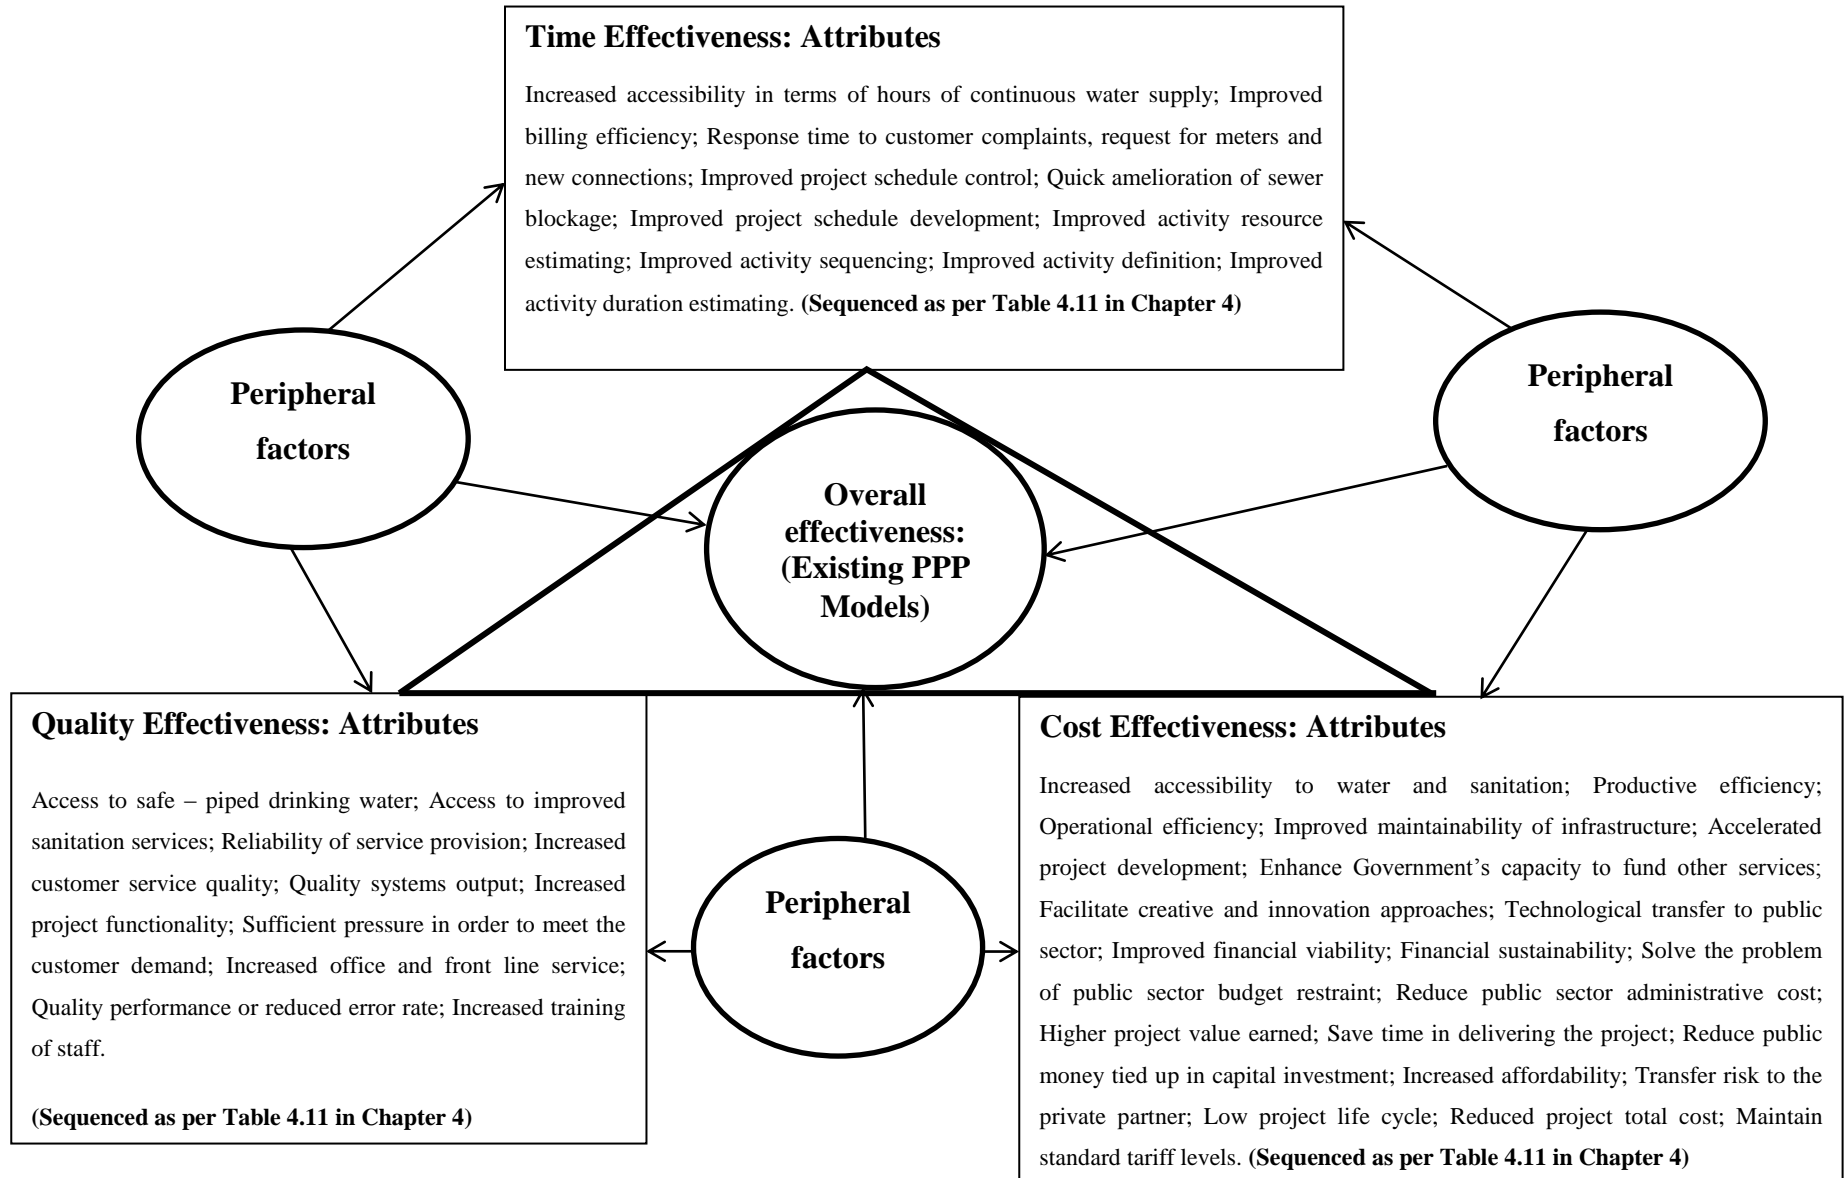 Time Effectiveness: Attributes
Increased accessibility in terms of hours of continuous water supply; Improved
billing efficiency; Response time to customer complaints, request for meters and
new connections; Improved project schedule control; Quick amelioration of sewer
blockage; Improved project schedule development; Improved activity resource
estimating; Improved activity sequencing; Improved activity definition; Improved
activity duration estimating. (Sequenced as per Table 4.11 in Chapter 4)
Peripheral
factors
Peripheral
factors
Overall
effectiveness:
(Existing PPP
Models)
Quality Effectiveness: Attributes
Access to safe – piped drinking water; Access to improved
sanitation services; Reliability of service provision; Increased
customer service quality; Quality systems output; Increased
project functionality; Sufficient pressure in order to meet the
customer demand; Increased office and front line service;
Quality performance or reduced error rate; Increased training
of staff.
(Sequenced as per Table 4.11 in Chapter 4)
Peripheral
factors
Cost Effectiveness: Attributes
Increased accessibility to water and sanitation; Productive efficiency;
Operational efficiency; Improved maintainability of infrastructure; Accelerated
project development; Enhance Government’s capacity to fund other services;
Facilitate creative and innovation approaches; Technological transfer to public
sector; Improved financial viability; Financial sustainability; Solve the problem
of public sector budget restraint; Reduce public sector administrative cost;
Higher project value earned; Save time in delivering the project; Reduce public
money tied up in capital investment; Increased affordability; Transfer risk to the
private partner; Low project life cycle; Reduced project total cost; Maintain
standard tariff levels. (Sequenced as per Table 4.11 in Chapter 4)